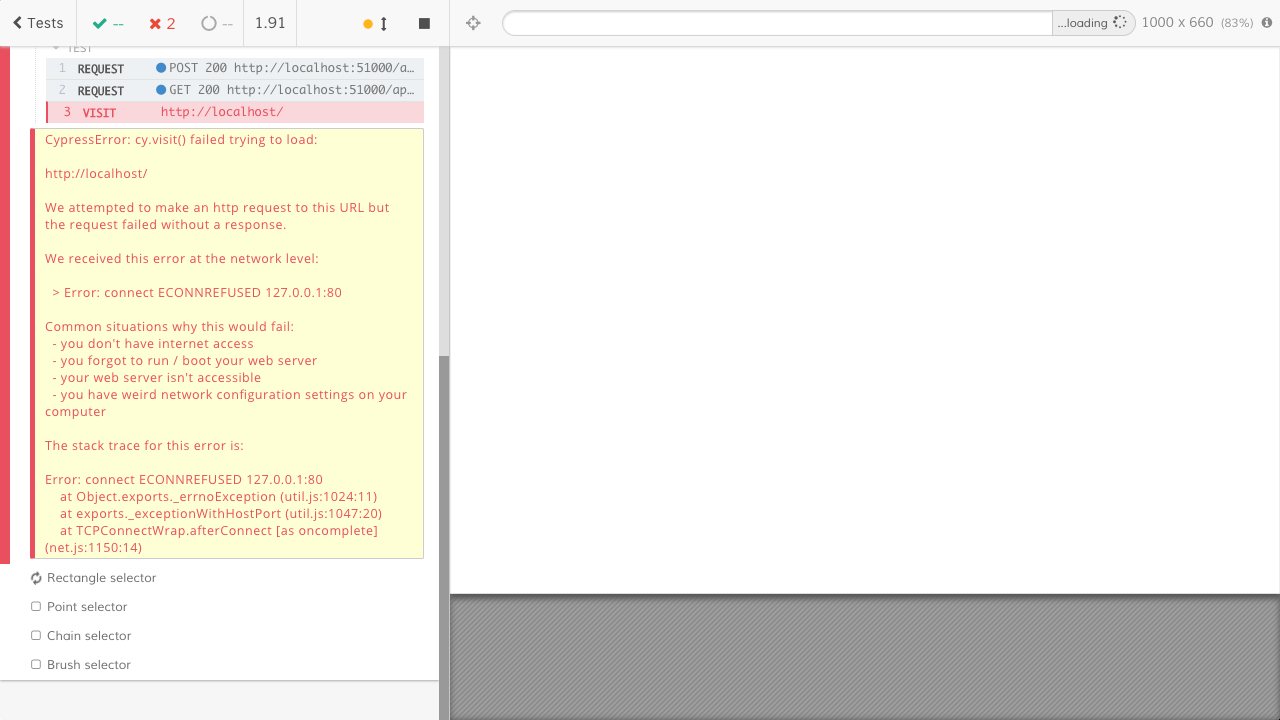 Tests -- 2 -- 1.91 ...loading 1000 x 660 (83%)
TEST
1 REQUEST POST 200 http://localhost:51000/a...
2 REQUEST GET 200 http://localhost:51000/ap...
3 VISIT http://localhost/
CypressError: cy.visit() failed trying to load:
http://localhost/
We attempted to make an http request to this URL but
the request failed without a response.
We received this error at the network level:
> Error: connect ECONNREFUSED 127.0.0.1:80
Common situations why this would fail:
- you don't have internet access
- you forgot to run / boot your web server
- your web server isn't accessible
- you have weird network configuration settings on your
computer
The stack trace for this error is:
Error: connect ECONNREFUSED 127.0.0.1:80
at Object.exports._errnoException (util.js:1024:11)
at exports._exceptionWithHostPort (util.js:1047:20)
at TCPConnectWrap.afterConnect [as oncomplete]
(net.js:1150:14)
Rectangle selector
Point selector
Chain selector
Brush selector